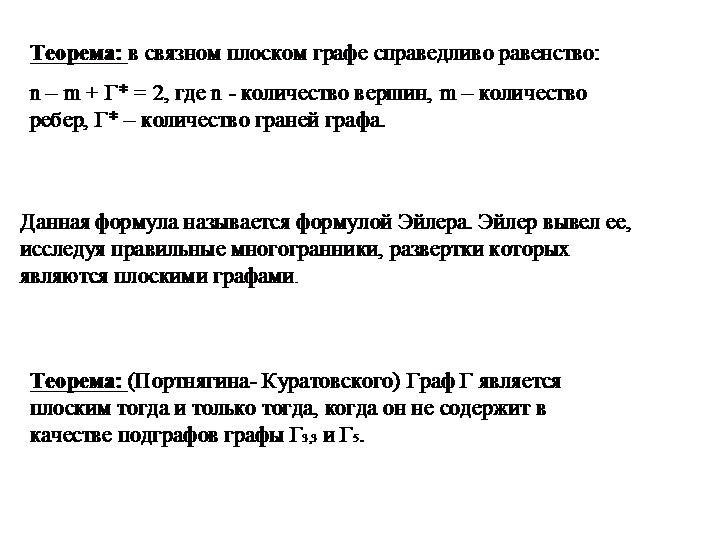 Теорема: в связном плоском графе справедливо равенство:
n – m + Г* = 2, где n - количество вершин, m – количество
ребер, Г* – количество граней графа.
Данная формула называется формулой Эйлера. Эйлер вывел ее,
исследуя правильные многогранники, развертки которых
являются плоскими графами.
Теорема: (Портнягина- Куратовского) Граф Г является
плоским тогда и только тогда, когда он не содержит в
качестве подграфов графы Г₃,₃ и Г₅.